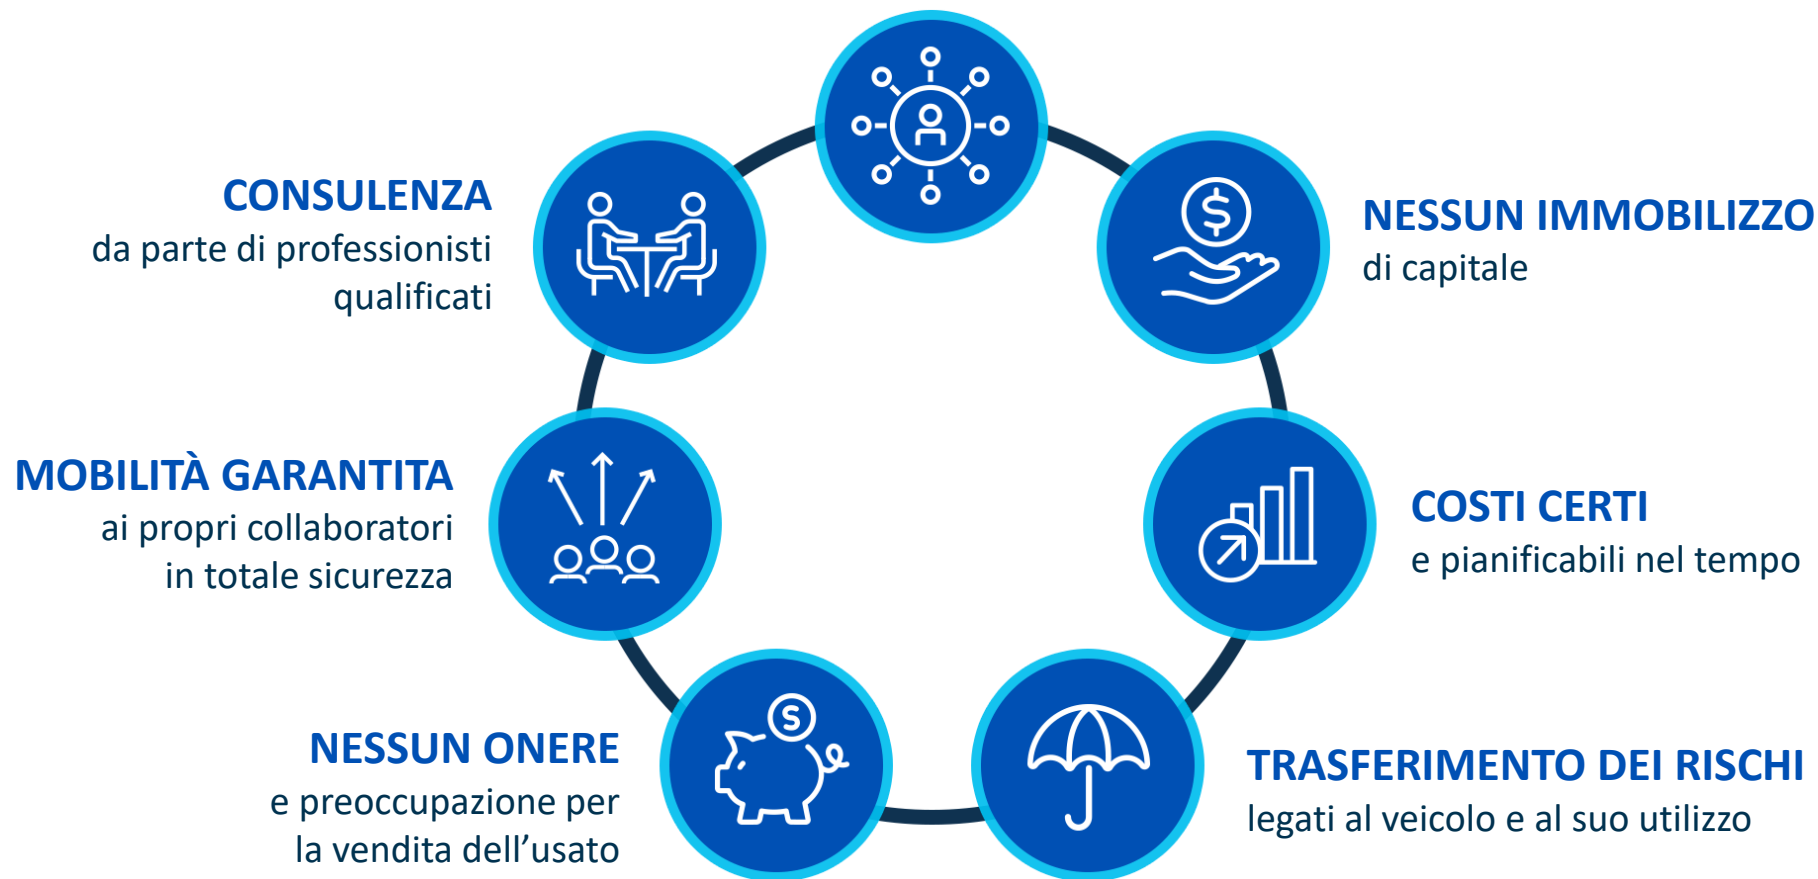 CONSULENZA
da parte di professionisti
qualificati
NESSUN IMMOBILIZZO
di capitale
MOBILITÀ GARANTITA
ai propri collaboratori
in totale sicurezza
COSTI CERTI
e pianificabili nel tempo
NESSUN ONERE
e preoccupazione per
la vendita dell’usato
TRASFERIMENTO DEI RISCHI
legati al veicolo e al suo utilizzo